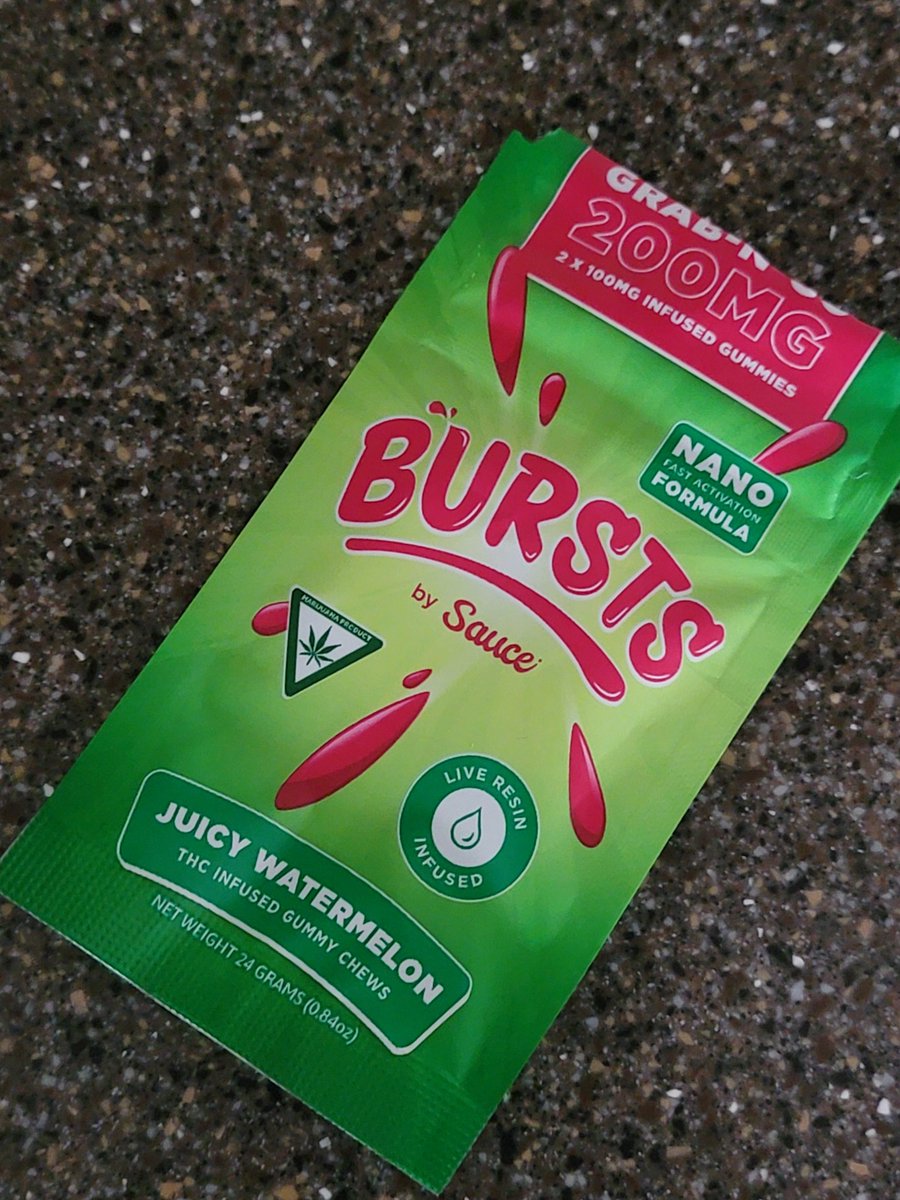 GRAB-N
200MG
2 X 100MG INFUSED GUMMIES
NANO
FAST ACTIVATION
FORMULA
BURSTS
by Sauce
MARIJUANA PRODUCT
LIVE RESIN
INFUSED
JUICY WATERMELON
THC INFUSED GUMMY CHEWS
NET WEIGHT 24 GRAMS (0.84oz)